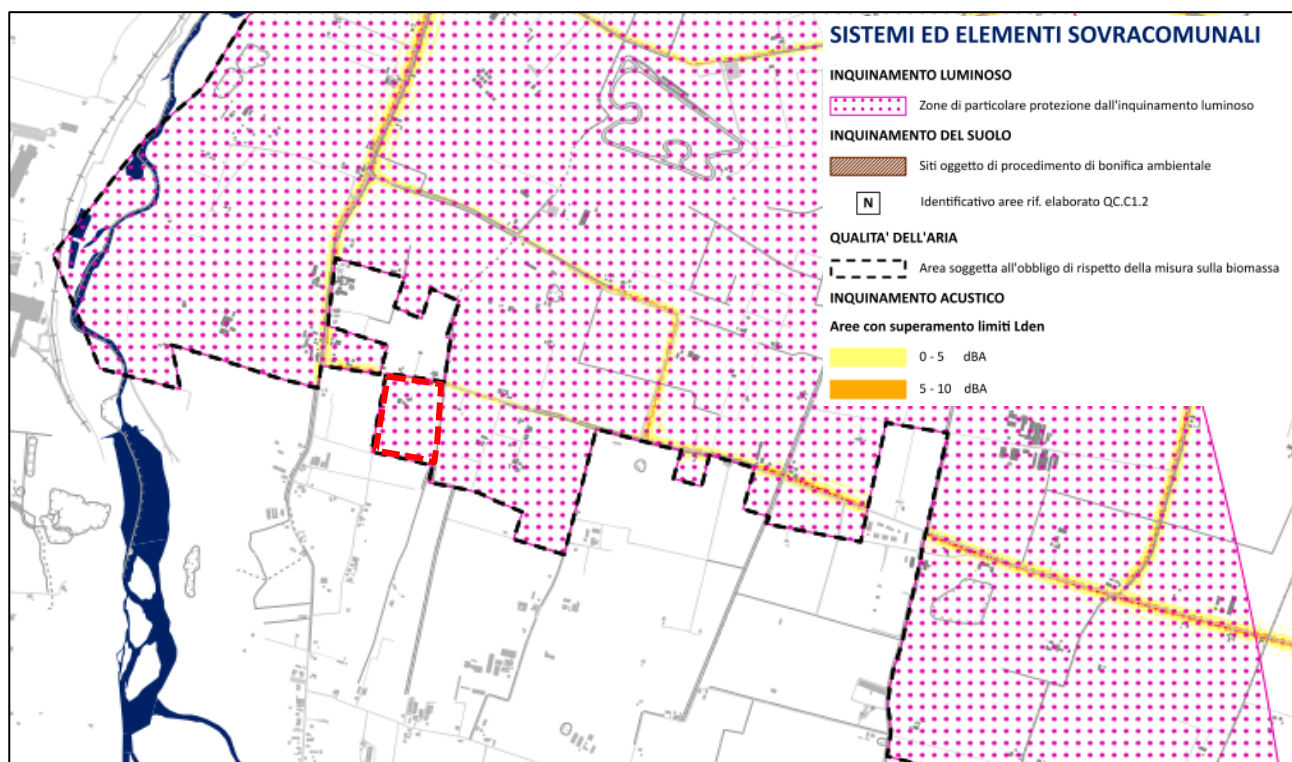 SISTEMI ED ELEMENTI SOVRACOMUNALI
INQUINAMENTO LUMINOSO
Zone di particolare protezione dall'inquinamento luminoso
INQUINAMENTO DEL SUOLO
Siti oggetto di procedimento di bonifica ambientale
N
Identificativo aree rif. elaborato QC.C1.2
QUALITA' DELL'ARIA
Area soggetta all'obbligo di rispetto della misura sulla biomassa
INQUINAMENTO ACUSTICO
Aree con superamento limiti Lden
0 - 5 dBA
5 - 10 dBA